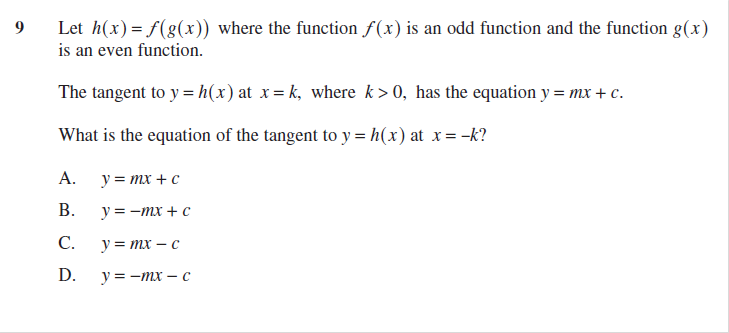 9 Let h(x) = f(g(x)) where the function f(x) is an odd function and the function g(x)
is an even function.
The tangent to y = h(x) at x = k, where k > 0, has the equation y = mx + c.
What is the equation of the tangent to y = h(x) at x = −k?
A. y = mx + c
B. y = −mx + c
C. y = mx − c
D. y = −mx − c